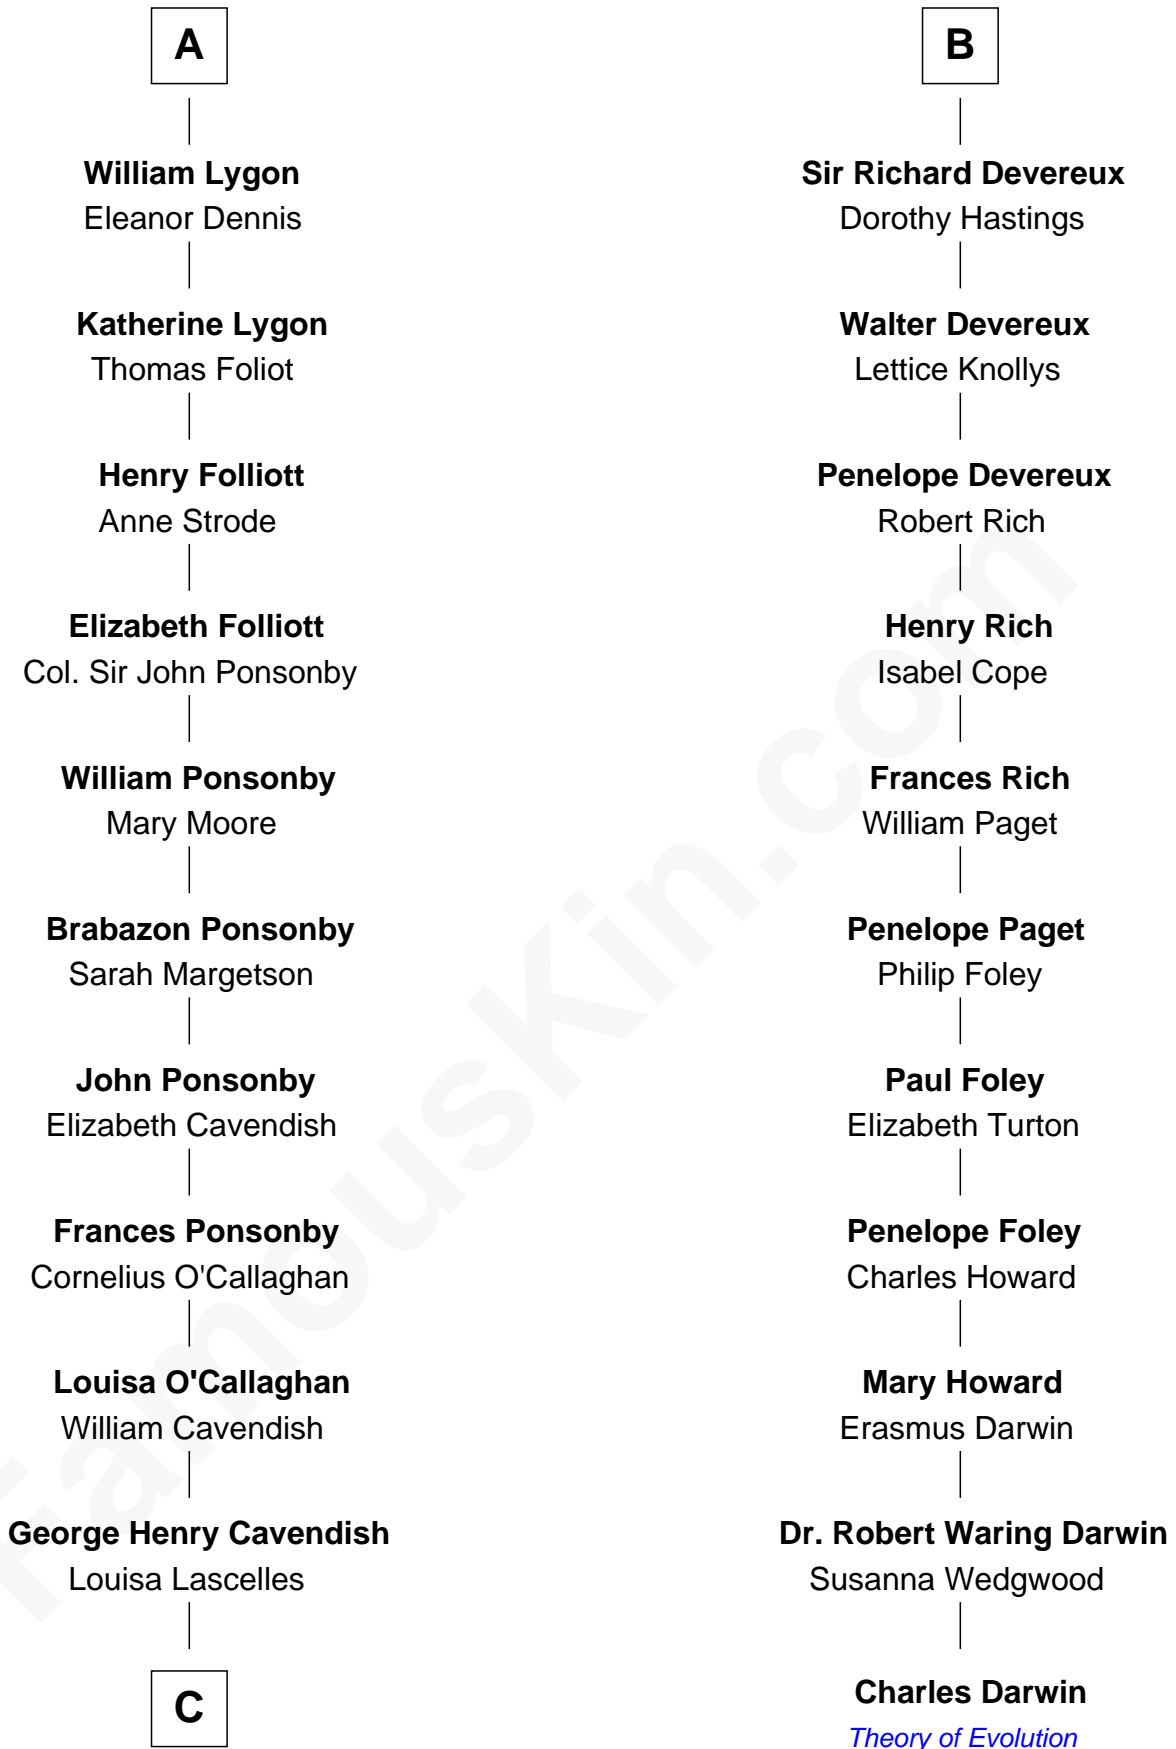 A
William Lygon
Eleanor Dennis
Katherine Lygon
Thomas Foliot
Henry Folliott
Anne Strode
Elizabeth Folliott
Col. Sir John Ponsonby
William Ponsonby
Mary Moore
Brabazon Ponsonby
Sarah Margetson
John Ponsonby
Elizabeth Cavendish
Frances Ponsonby
Cornelius O'Callaghan
Louisa O'Callaghan
William Cavendish
George Henry Cavendish
Louisa Lascelles
C
B
Sir Richard Devereux
Dorothy Hastings
Walter Devereux
Lettice Knollys
Penelope Devereux
Robert Rich
Henry Rich
Isabel Cope
Frances Rich
William Paget
Penelope Paget
Philip Foley
Paul Foley
Elizabeth Turton
Penelope Foley
Charles Howard
Mary Howard
Erasmus Darwin
Dr. Robert Waring Darwin
Susanna Wedgwood
Charles Darwin
Theory of Evolution
FamousKin.com